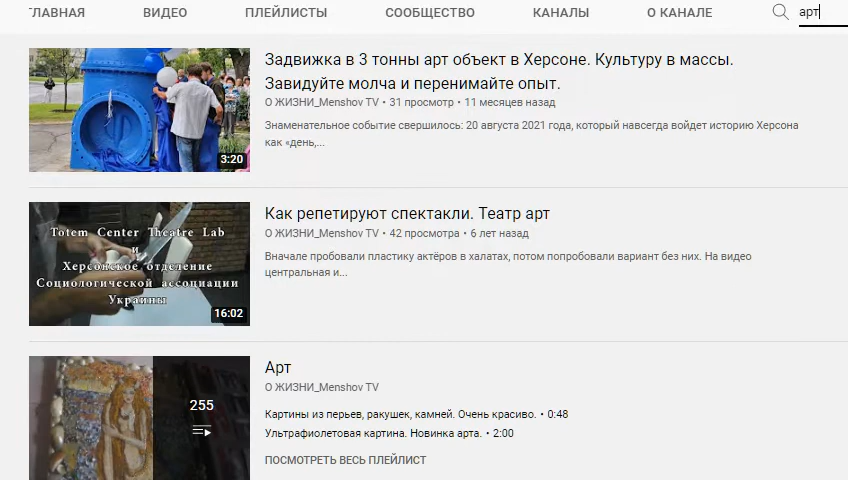 ГЛАВНАЯ ВИДЕО ПЛЕЙЛИСТЫ СООБЩЕСТВО КАНАЛЫ О КАНАЛЕ арт
Задвижка в 3 тонны арт объект в Херсоне. Культуру в массы.
Завидуйте молча и перенимайте опыт.
О ЖИЗНИ_Menshov TV • 31 просмотр • 11 месяцев назад
Знаменательное событие свершилось: 20 августа 2021 года, который навсегда войдет историю Херсона
как «день,...
3:20
Как репетируют спектакли. Театр арт
О ЖИЗНИ_Menshov TV • 42 просмотра • 6 лет назад
Вначале пробовали пластику актёров в халатах, потом попробовали вариант без них. На видео
центральная и...
Totem Center Theatre Lab
и
Херсонское отделение
Социологической ассоциации
Украины
16:02
Арт
О ЖИЗНИ_Menshov TV
255
Картины из перьев, ракушек, камней. Очень красиво. • 0:48
Ультрафиолетовая картина. Новинка арта. • 2:00
ПОСМОТРЕТЬ ВЕСЬ ПЛЕЙЛИСТ